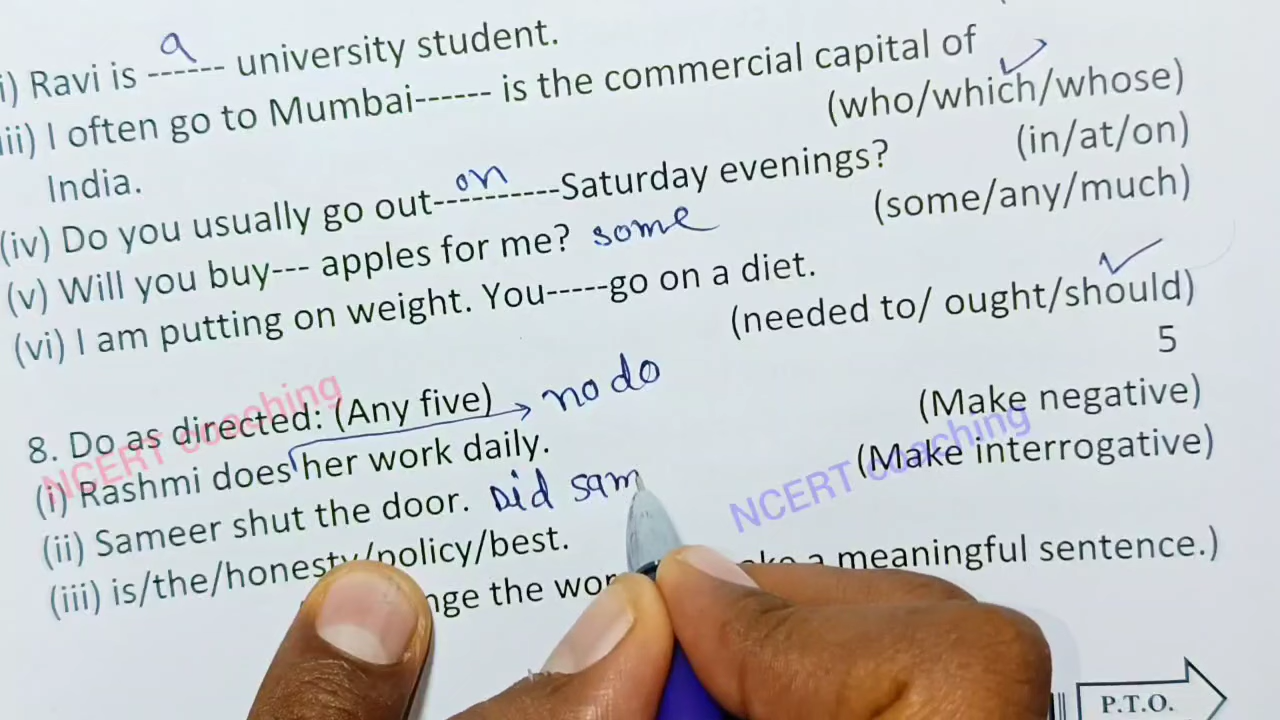 i) Ravi is ------ university student.
a
iii) I often go to Mumbai------ is the commercial capital of
India.
(who/which/whose)
(iv) Do you usually go out----------Saturday evenings?
on
(in/at/on)
(v) Will you buy--- apples for me? some
(some/any/much)
(vi) I am putting on weight. You-----go on a diet.
(needed to/ ought/should)
5
8. Do as directed: (Any five)
no do
(i) Rashmi does her work daily.
(Make negative)
(ii) Sameer shut the door. Did sam
(Make interrogative)
(iii) is/the/honesty/policy/best.
nge the wor a meaningful sentence.)
NCERT coaching
NCERT coaching
P.T.O.